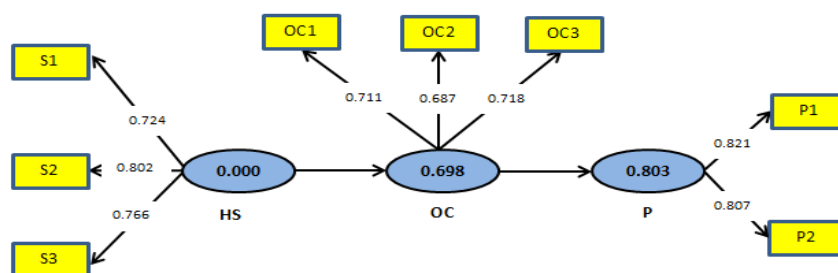 OC1
OC2
OC3
S1
0.711
0.687
0.718
P1
0.724
0.821
S2
0.802
0.000
0.698
0.803
0.766
0.807
HS
OC
P
P2
S3